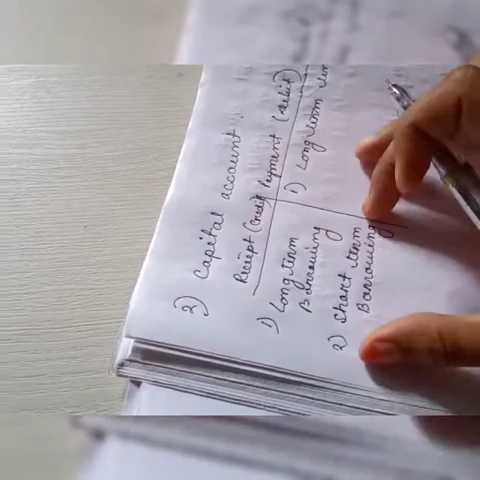 2) Capital account:
Receipt (Credit) Payment (debit)
1) Long term
Borrowing
2) Short term
Borrowing
1) Long term